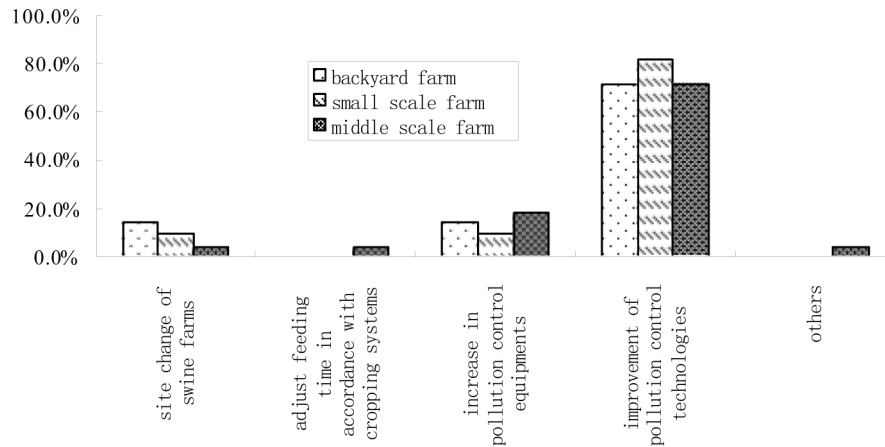 100.0%
80.0%
60.0%
40.0%
20.0%
0.0%
backyard farm
small scale farm
middle scale farm
site change of
swine farms
adjust feeding
time in
accordance with
cropping systems
increase in
pollution control
equipments
improvement of
pollution control
technologies
others